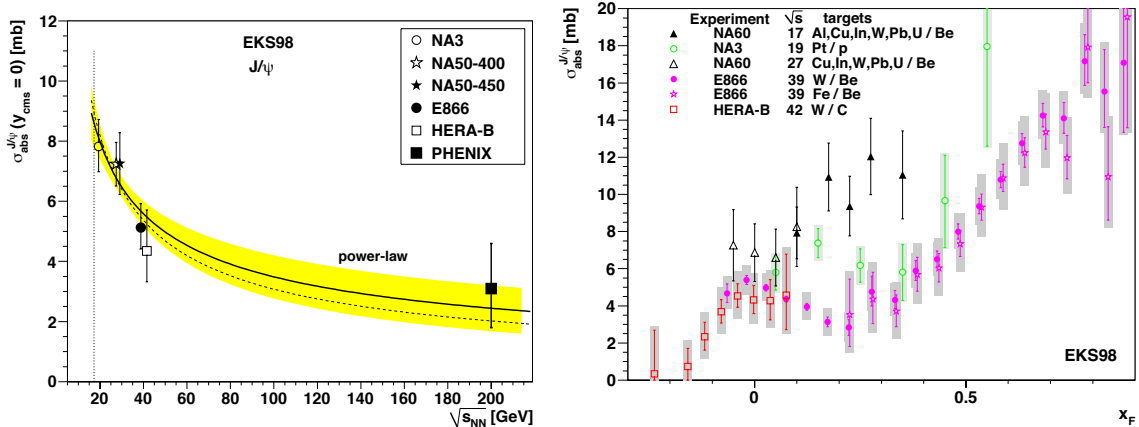 σ_abs^J/ψ (y_cms = 0) [mb]
12
10
8
6
4
2
0
EKS98
J/ψ
NA3
NA50-400
NA50-450
E866
HERA-B
PHENIX
power-law
20 40 60 80 100 120 140 160 180 200
√s_NN [GeV]
σ_abs^J/ψ [mb]
20
18
16
14
12
10
8
6
4
2
0
Experiment √s targets
NA60 17 Al,Cu,In,W,Pb,U / Be
NA3 19 Pt / p
NA60 27 Cu,In,W,Pb,U / Be
E866 39 W / Be
E866 39 Fe / Be
HERA-B 42 W / C
EKS98
0 0.5
x_F